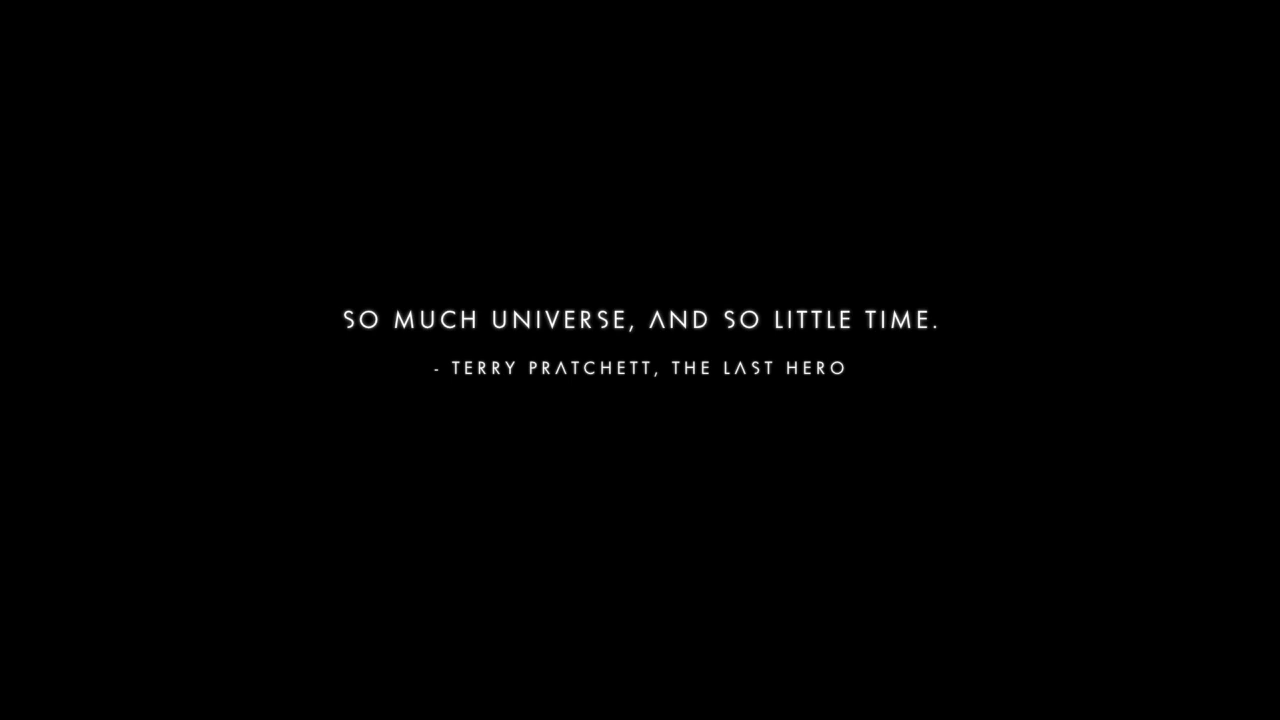 SO MUCH UNIVERSE, AND SO LITTLE TIME.
- TERRY PRATCHETT, THE LAST HERO